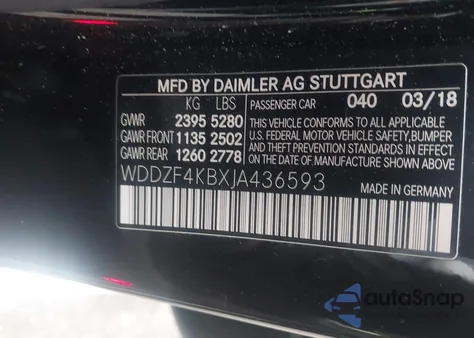 MFD BY DAIMLER AG STUTTGART
KG LBS PASSENGER CAR 040 03/18
GVWR 2395 5280 THIS VEHICLE CONFORMS TO ALL APPLICABLE
GAWR FRONT 1135 2502 U.S. FEDERAL MOTOR VEHICLE SAFETY, BUMPER
GAWR REAR 1260 2778 AND THEFT PREVENTION STANDARDS IN EFFECT
ON THE DATE OF MANUFACTURE SHOWN ABOVE.
WDDZF4KBXJA436593 MADE IN GERMANY
autoSnap